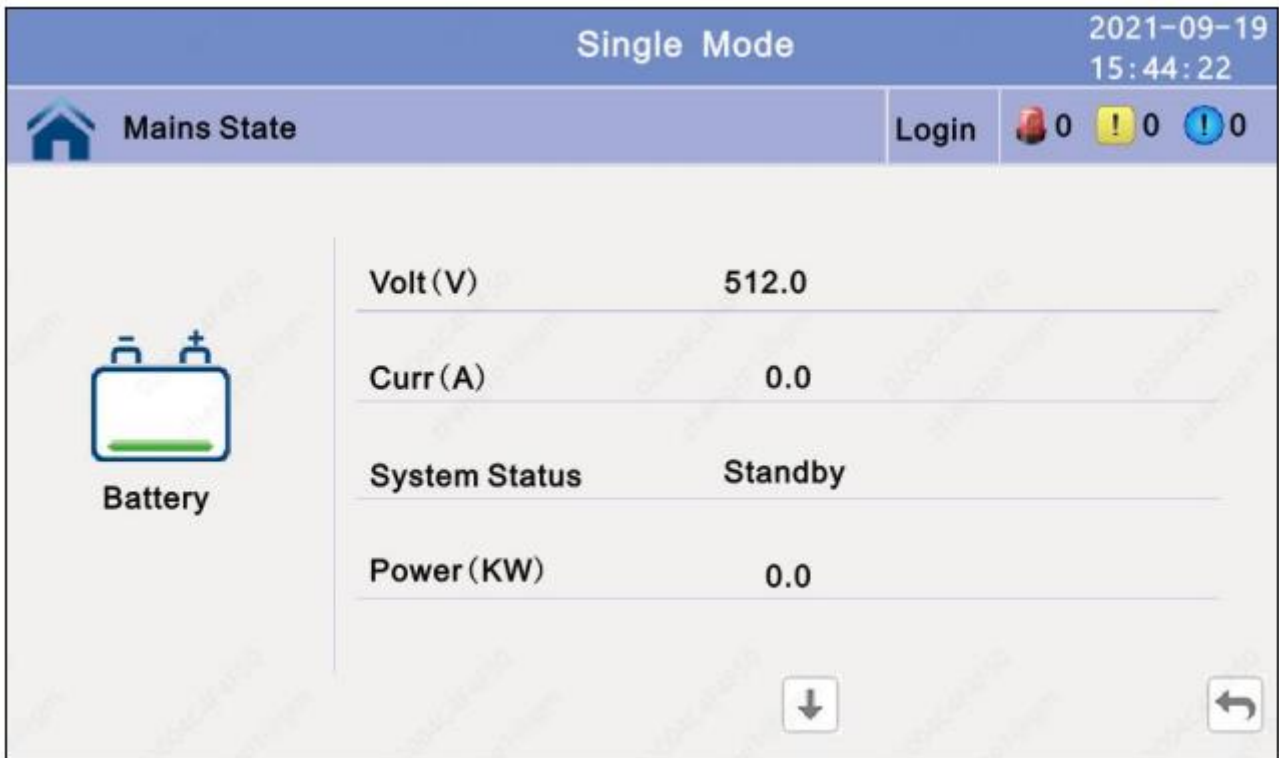 Single Mode
2021-09-19
15:44:22
Mains State
Login
0
! 0
! 0
Volt(V) 512.0
Curr(A) 0.0
System Status Standby
Power(KW) 0.0
- +
Battery